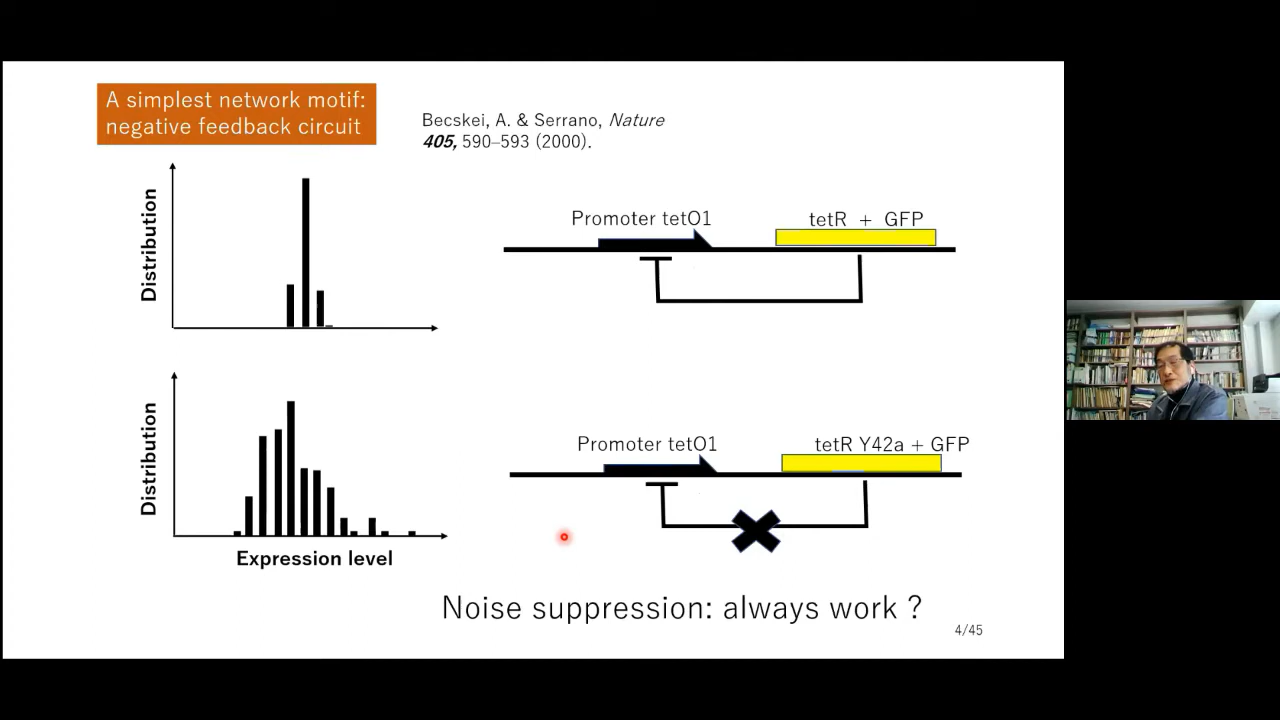 A simplest network motif:
negative feedback circuit
Becskei, A. & Serrano, Nature
405, 590–593 (2000).
Distribution
Promoter tetO1
tetR + GFP
Distribution
Expression level
Promoter tetO1
tetR Y42a + GFP
Noise suppression: always work ?
4/45